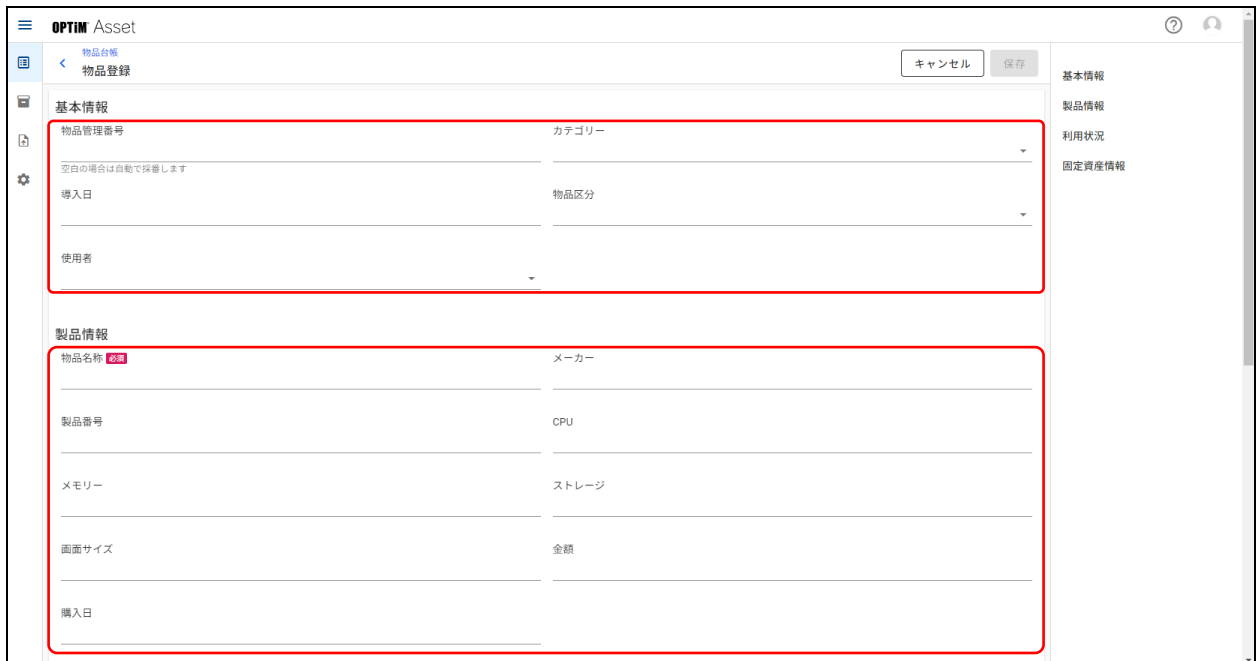 OPTiM Asset
物品台帳
物品登録
キャンセル
保存
基本情報
物品管理番号
カテゴリー
空白の場合は自動で採番します
導入日
物品区分
使用者
製品情報
物品名称 必須
メーカー
製品番号
CPU
メモリー
ストレージ
画面サイズ
金額
購入日
基本情報
製品情報
利用状況
固定資産情報